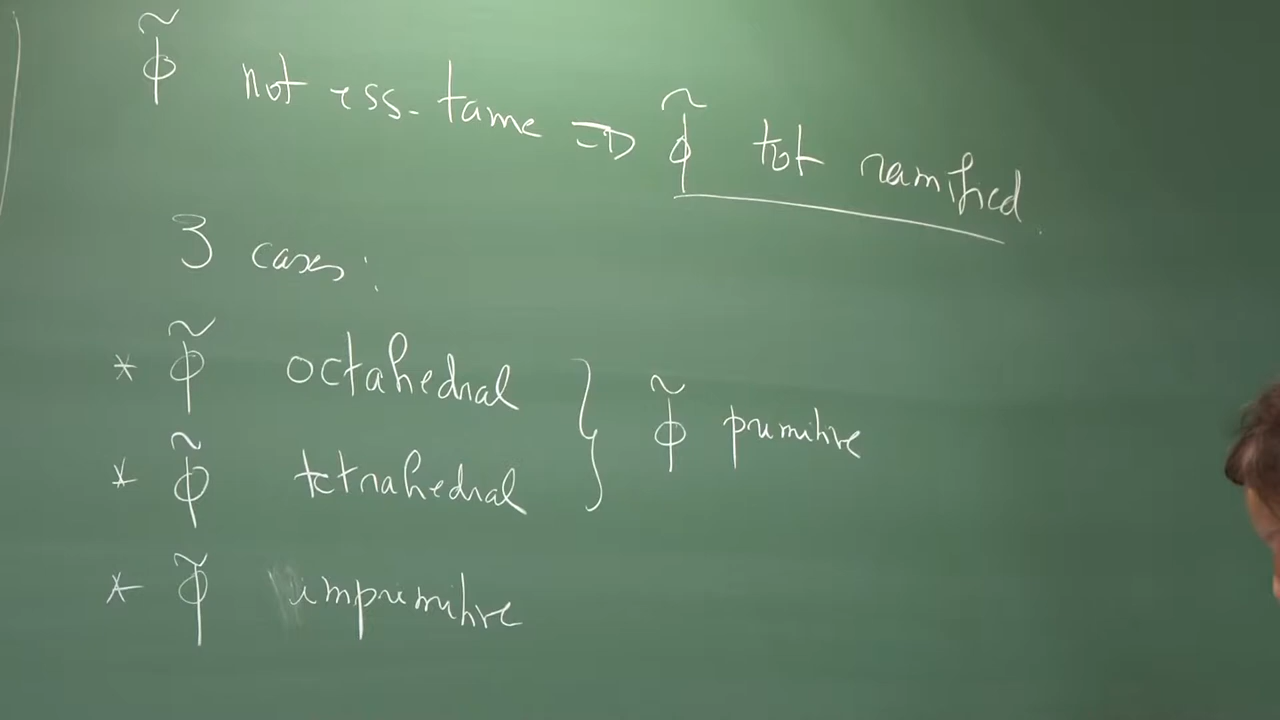 φ̃ not ess. tame ⇒ φ̃ tot ramified.
3 cases:
* φ̃ octahedral
* φ̃ tetrahedral } φ̃ primitive
* φ̃ imprimitive